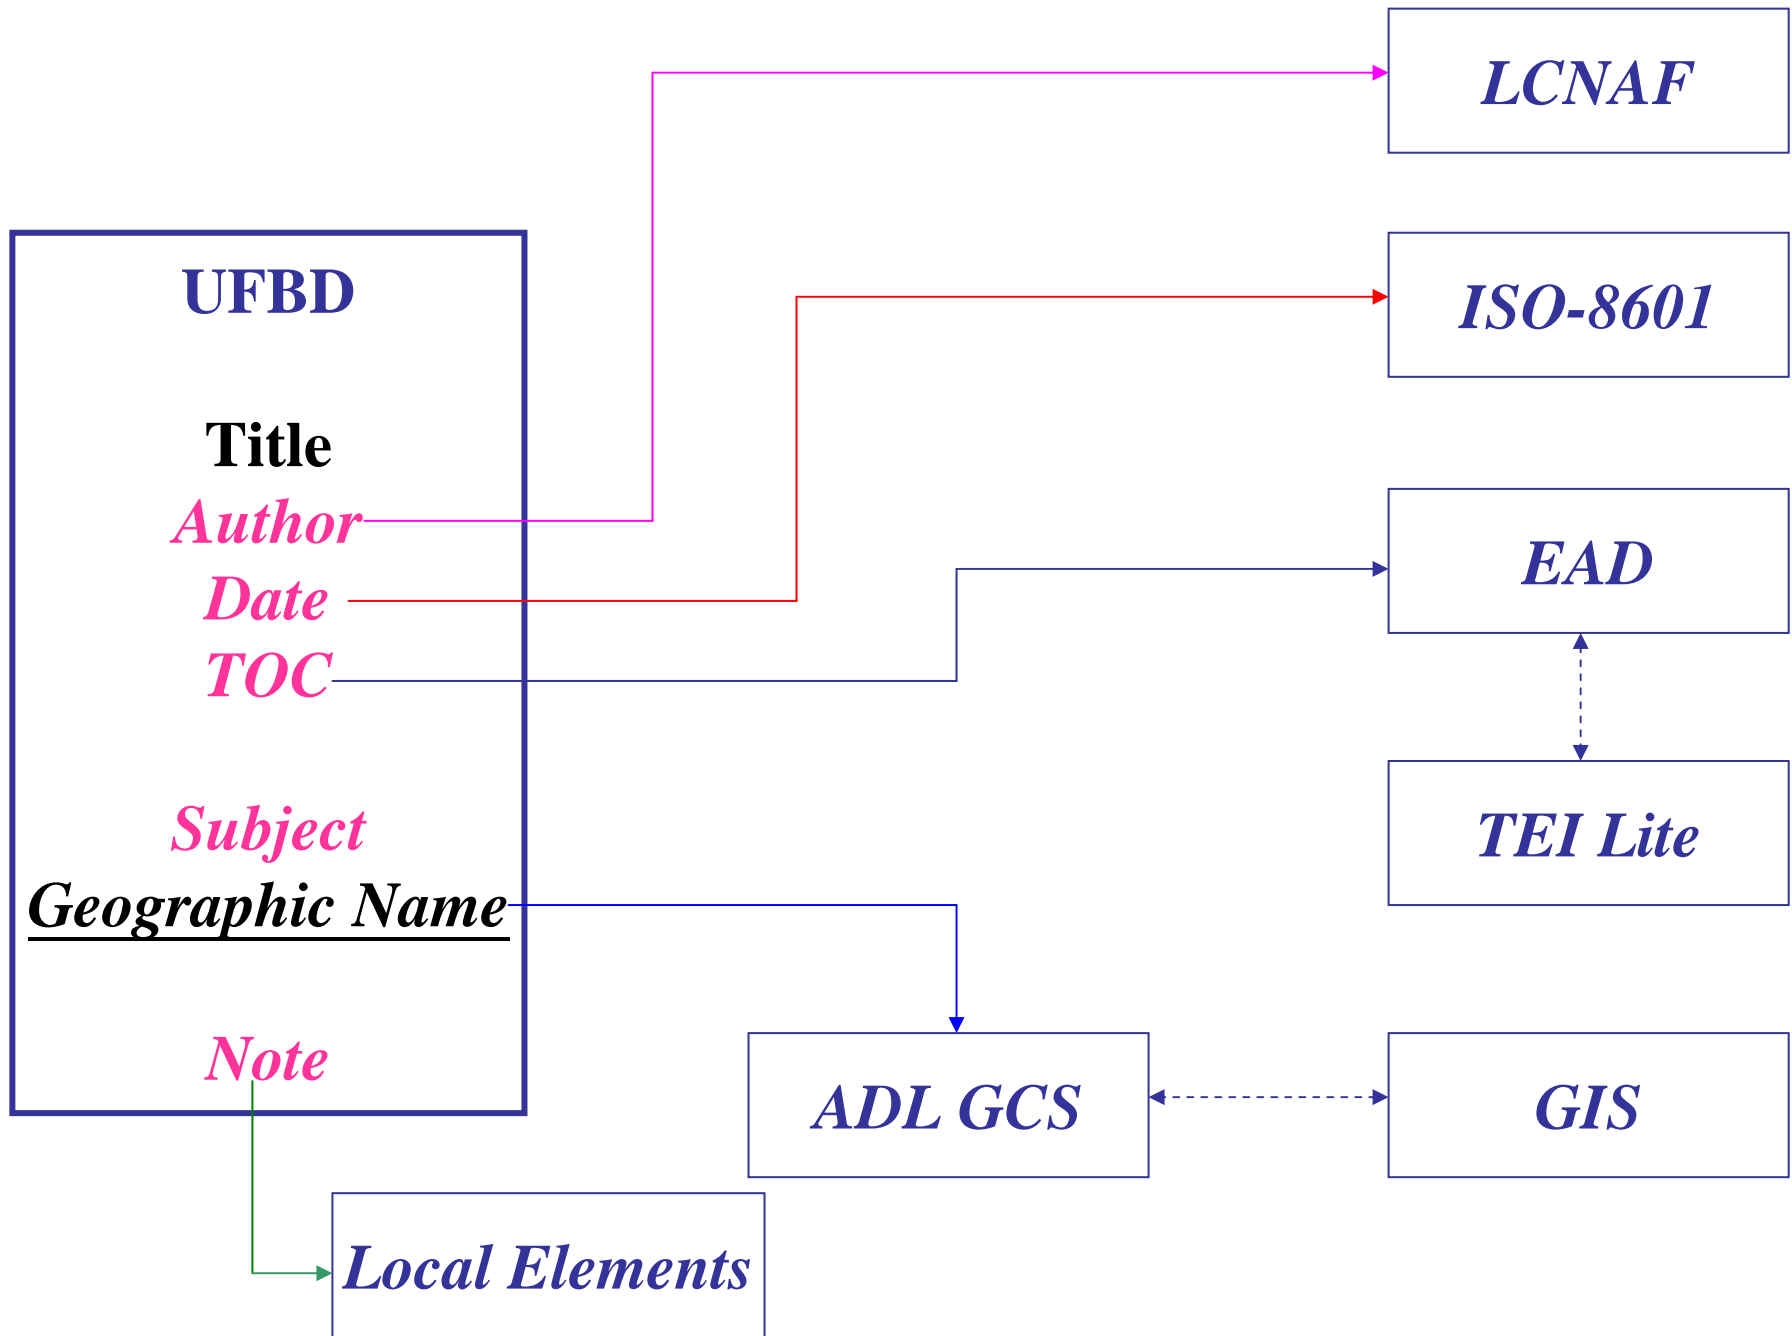 UFBD
Title
Author
Date
TOC
Subject
Geographic Name
Note
LCNAF
ISO-8601
EAD
TEI Lite
ADL GCS
GIS
Local Elements